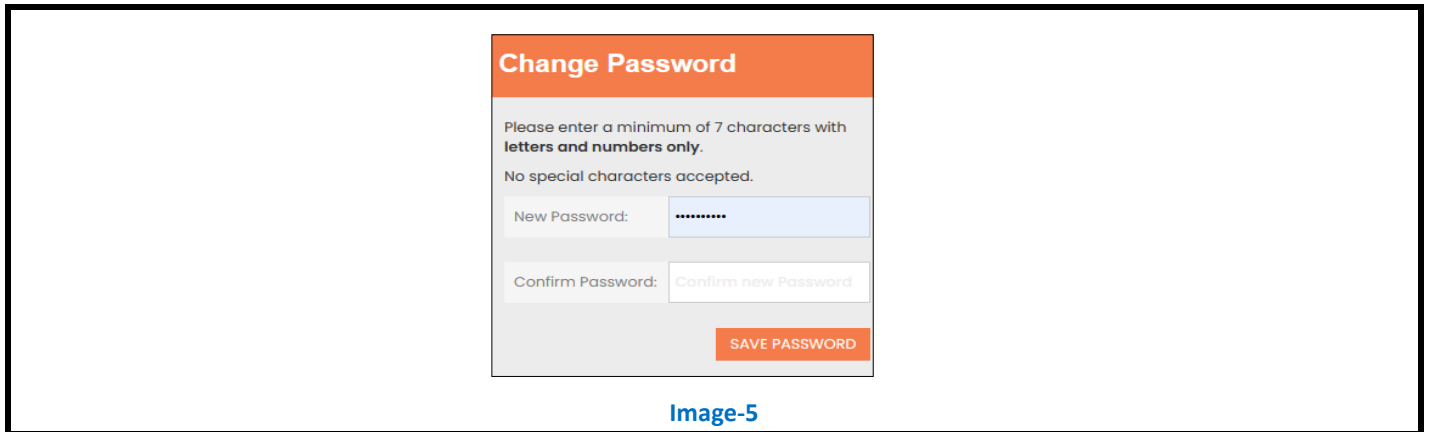 Change Password
Please enter a minimum of 7 characters with
letters and numbers only.
No special characters accepted.
New Password: ••••••••••
Confirm Password: Confirm new Password
SAVE PASSWORD
Image-5